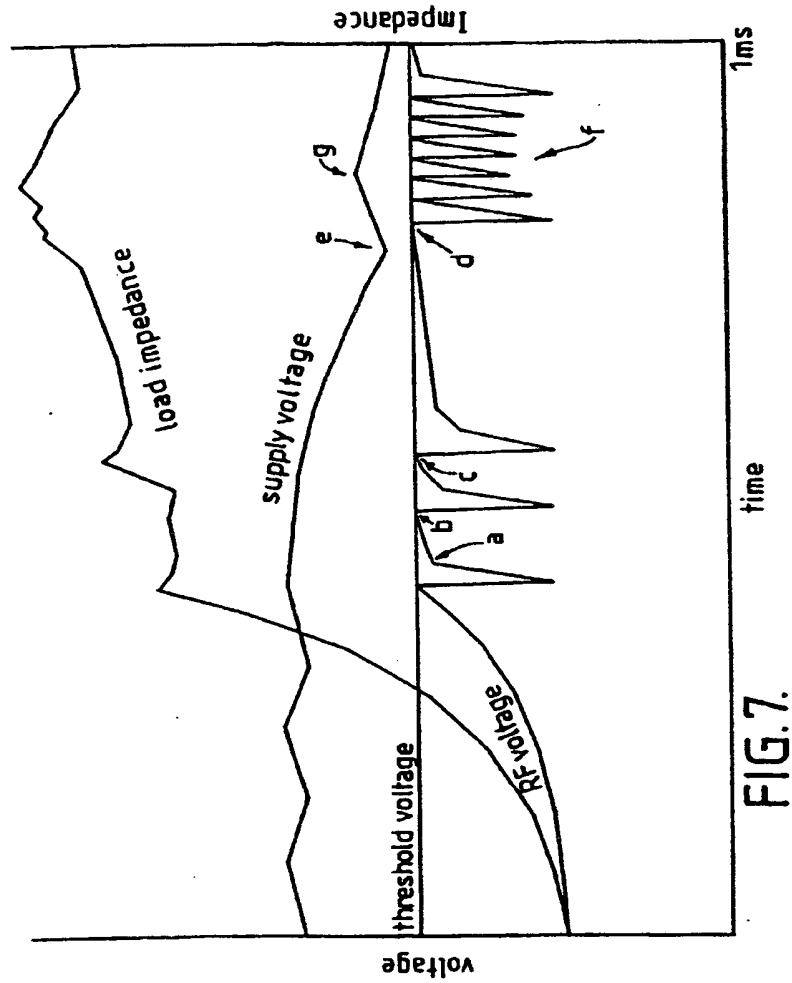 Impedance
voltage
load impedance
supply voltage
threshold voltage
RF voltage
a
b
c
d
e
f
g
time
1ms
FIG. 7.